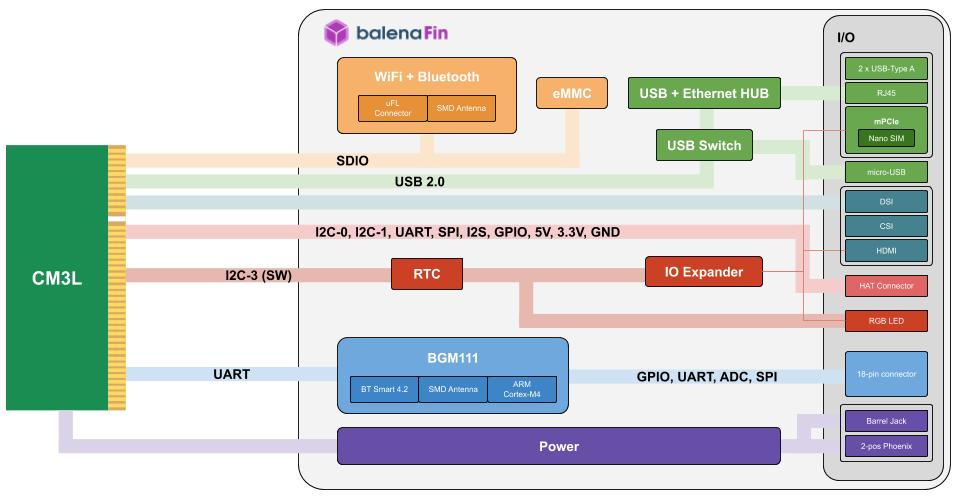 balenaFin
I/O
WiFi + Bluetooth
uFL
Connector
SMD Antenna
eMMC
USB + Ethernet HUB
USB Switch
2 x USB-Type A
RJ45
mPCIe
Nano SIM
micro-USB
SDIO
USB 2.0
DSI
CSI
HDMI
I2C-0, I2C-1, UART, SPI, I2S, GPIO, 5V, 3.3V, GND
CM3L
I2C-3 (SW)
RTC
IO Expander
HAT Connector
RGB LED
BGM111
BT Smart 4.2
SMD Antenna
ARM
Cortex-M4
UART
GPIO, UART, ADC, SPI
18-pin connector
Barrel Jack
Power
2-pos Phoenix